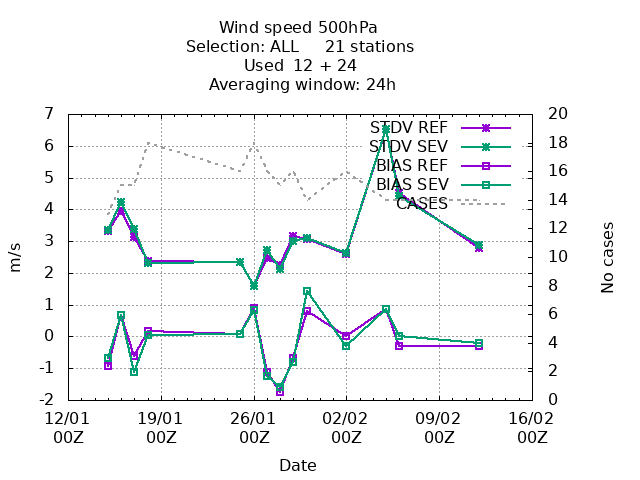 Wind speed 500hPa
Selection: ALL 21 stations
Used 12 + 24
Averaging window: 24h
7
6
5
4
3
2
1
0
-1
-2
m/s
STDV REF
STDV SEV
BIAS REF
BIAS SEV
CASES
20
18
16
14
12
10
8
6
4
2
0
No cases
12/01 19/01 26/01 02/02 09/02 16/02
00Z 00Z 00Z 00Z 00Z 00Z
Date